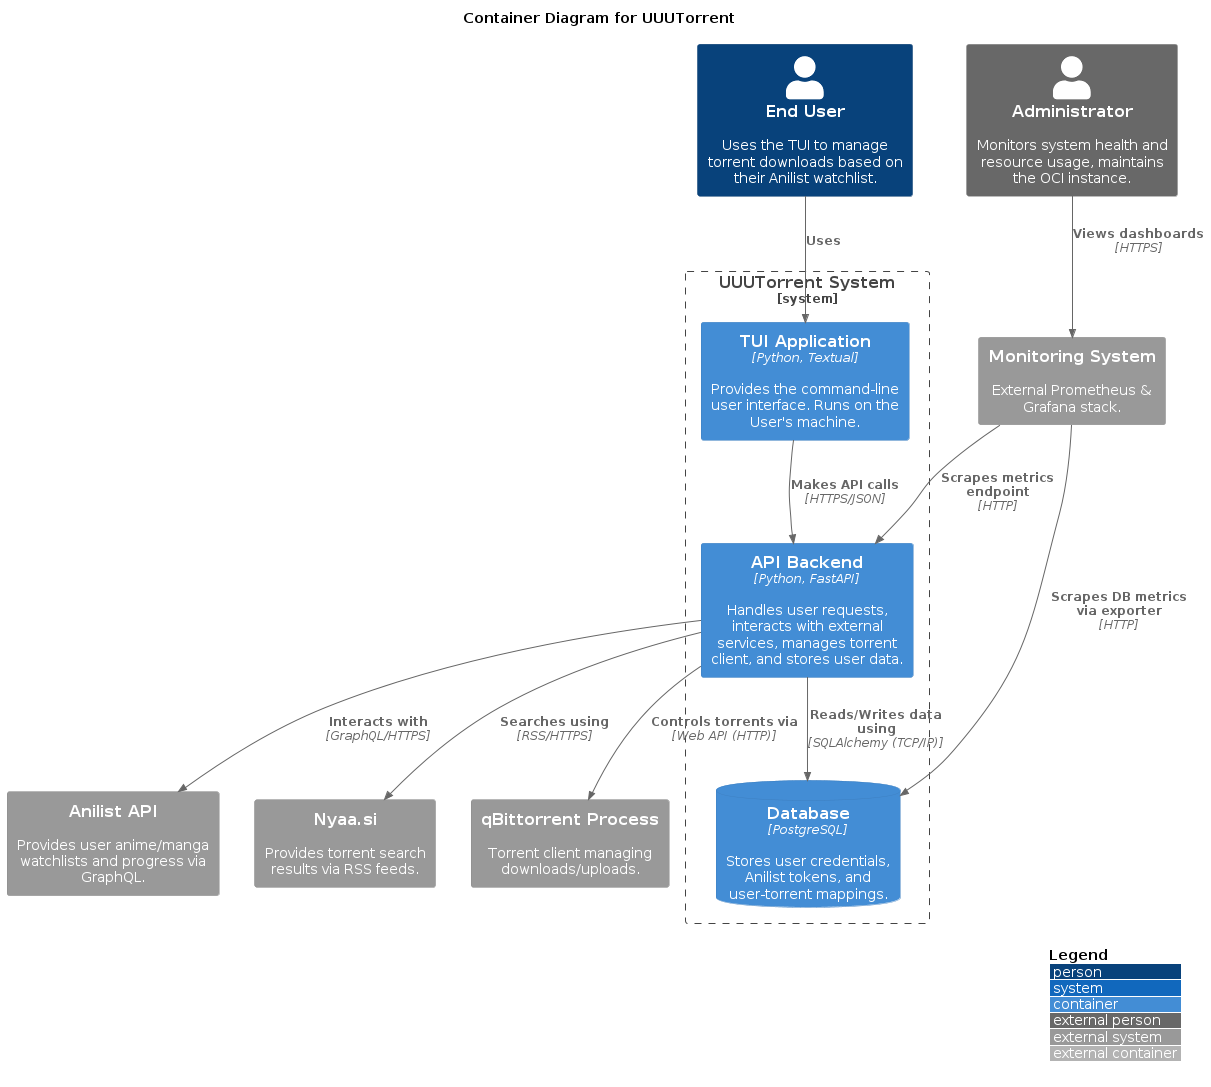 Container Diagram for UUUTorrent
End User
Uses the TUI to manage
torrent downloads based on
their Anilist watchlist.
Administrator
Monitors system health and
resource usage, maintains
the OCI instance.
Uses
Views dashboards
[HTTPS]
UUUTorrent System
[system]
TUI Application
[Python, Textual]
Provides the command-line
user interface. Runs on the
User's machine.
Monitoring System
External Prometheus &
Grafana stack.
Makes API calls
[HTTPS/JSON]
Scrapes metrics
endpoint
[HTTP]
API Backend
[Python, FastAPI]
Handles user requests,
interacts with external
services, manages torrent
client, and stores user data.
Scrapes DB metrics
via exporter
[HTTP]
Interacts with
[GraphQL/HTTPS]
Searches using
[RSS/HTTPS]
Controls torrents via
[Web API (HTTP)]
Reads/Writes data
using
[SQLAlchemy (TCP/IP)]
Anilist API
Provides user anime/manga
watchlists and progress via
GraphQL.
Nyaa.si
Provides torrent search
results via RSS feeds.
qBittorrent Process
Torrent client managing
downloads/uploads.
Database
[PostgreSQL]
Stores user credentials,
Anilist tokens, and
user-torrent mappings.
Legend
person
system
container
external person
external system
external container